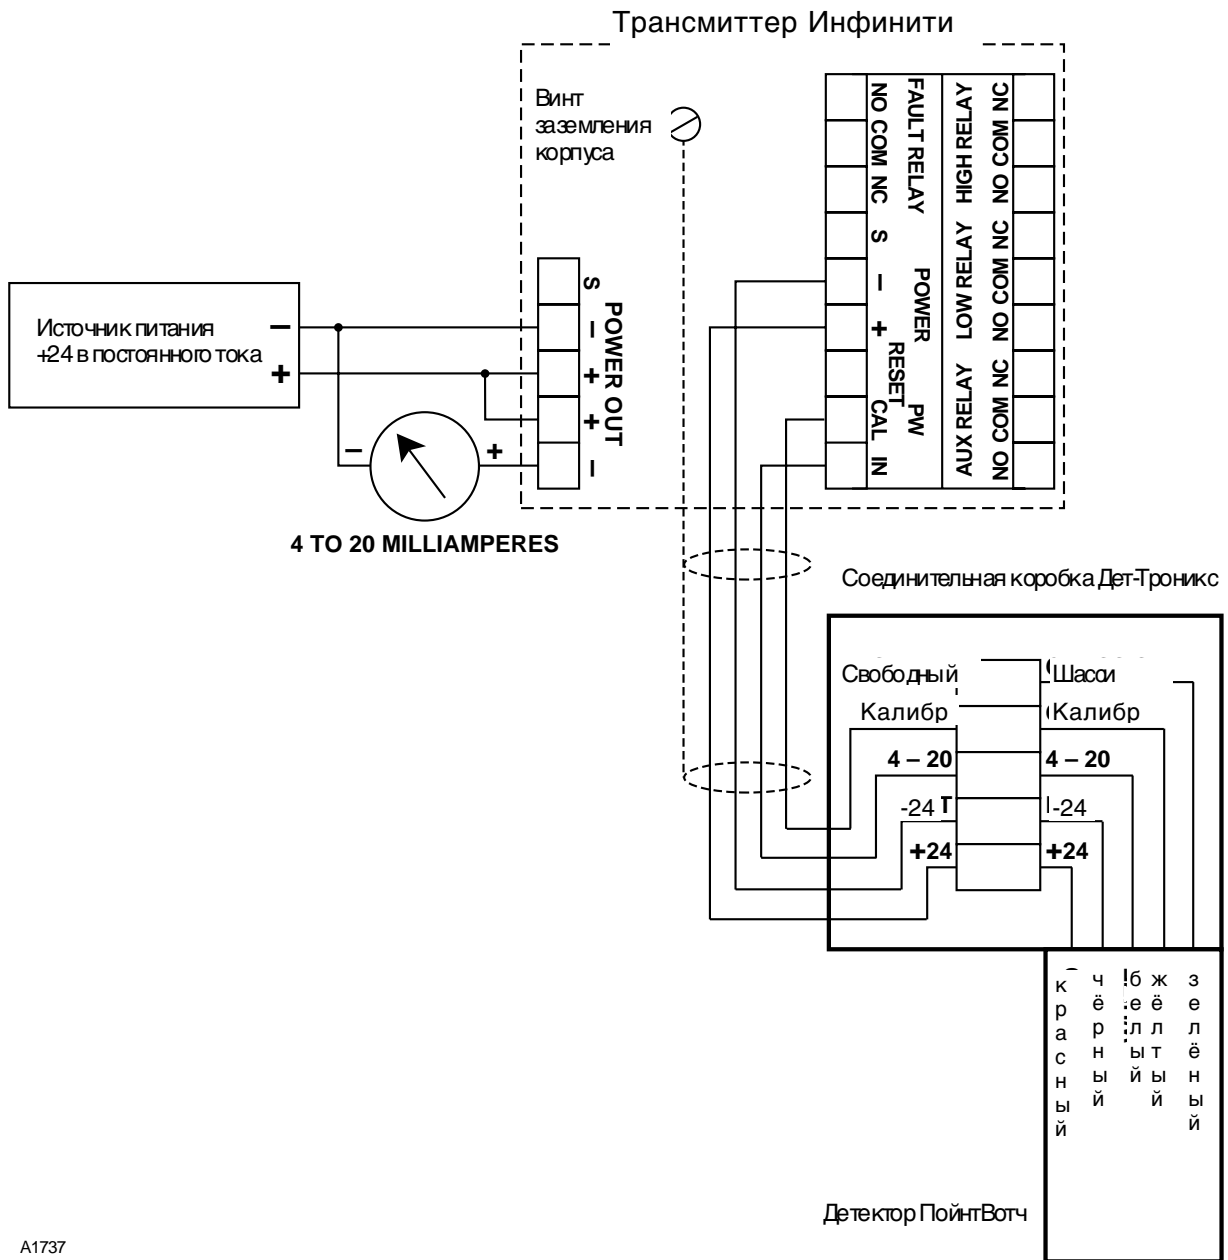 Трансмиттер Инфинити
Винт
заземления
корпуса
NO COM NC
FAULT RELAY
HIGH RELAY
NO COM NC
S
–
+
POWER
LOW RELAY
NO COM NC
RESET
CAL
PW
IN
AUX RELAY
NO COM NC
Источник питания
+24 в постоянного тока
–
+
S
–
+
+
–
POWER OUT
–
+
4 TO 20 MILLIAMPERES
Соединительная коробка Дет-Троникс
Свободный
Шасси
Калибр
Калибр
4 – 20
4 – 20
-24
-24
+24
+24
красный
чёрный
белый
жёлтый
зелёный
Детектор ПойнтВотч
A1737